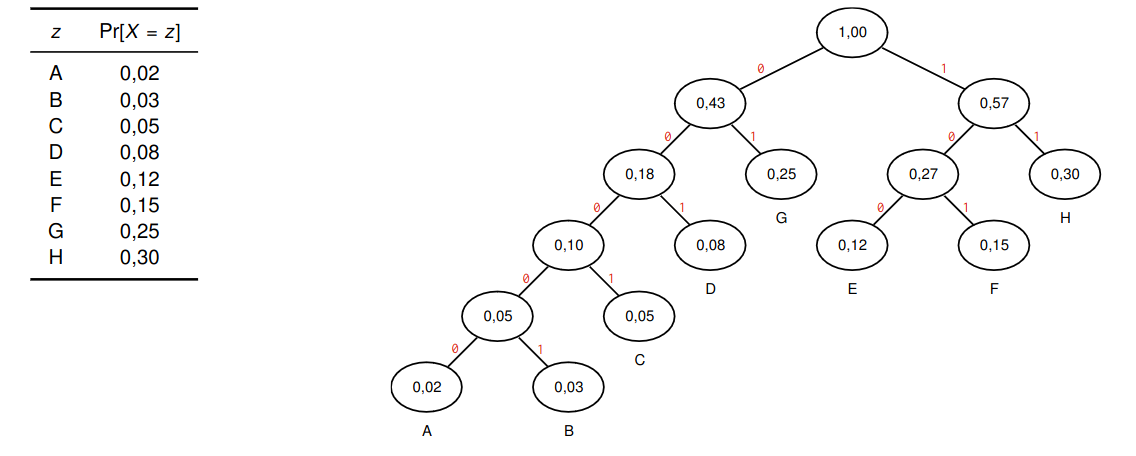 z Pr[X = z]
A 0,02
B 0,03
C 0,05
D 0,08
E 0,12
F 0,15
G 0,25
H 0,30
1,00
0 1
0,43 0,57
0 1 0 1
0,18 0,25 0,27 0,30
G H
0 1 0 1
0,10 0,08 0,12 0,15
D E F
0 1
0,05 0,05
C
0 1
0,02 0,03
A B